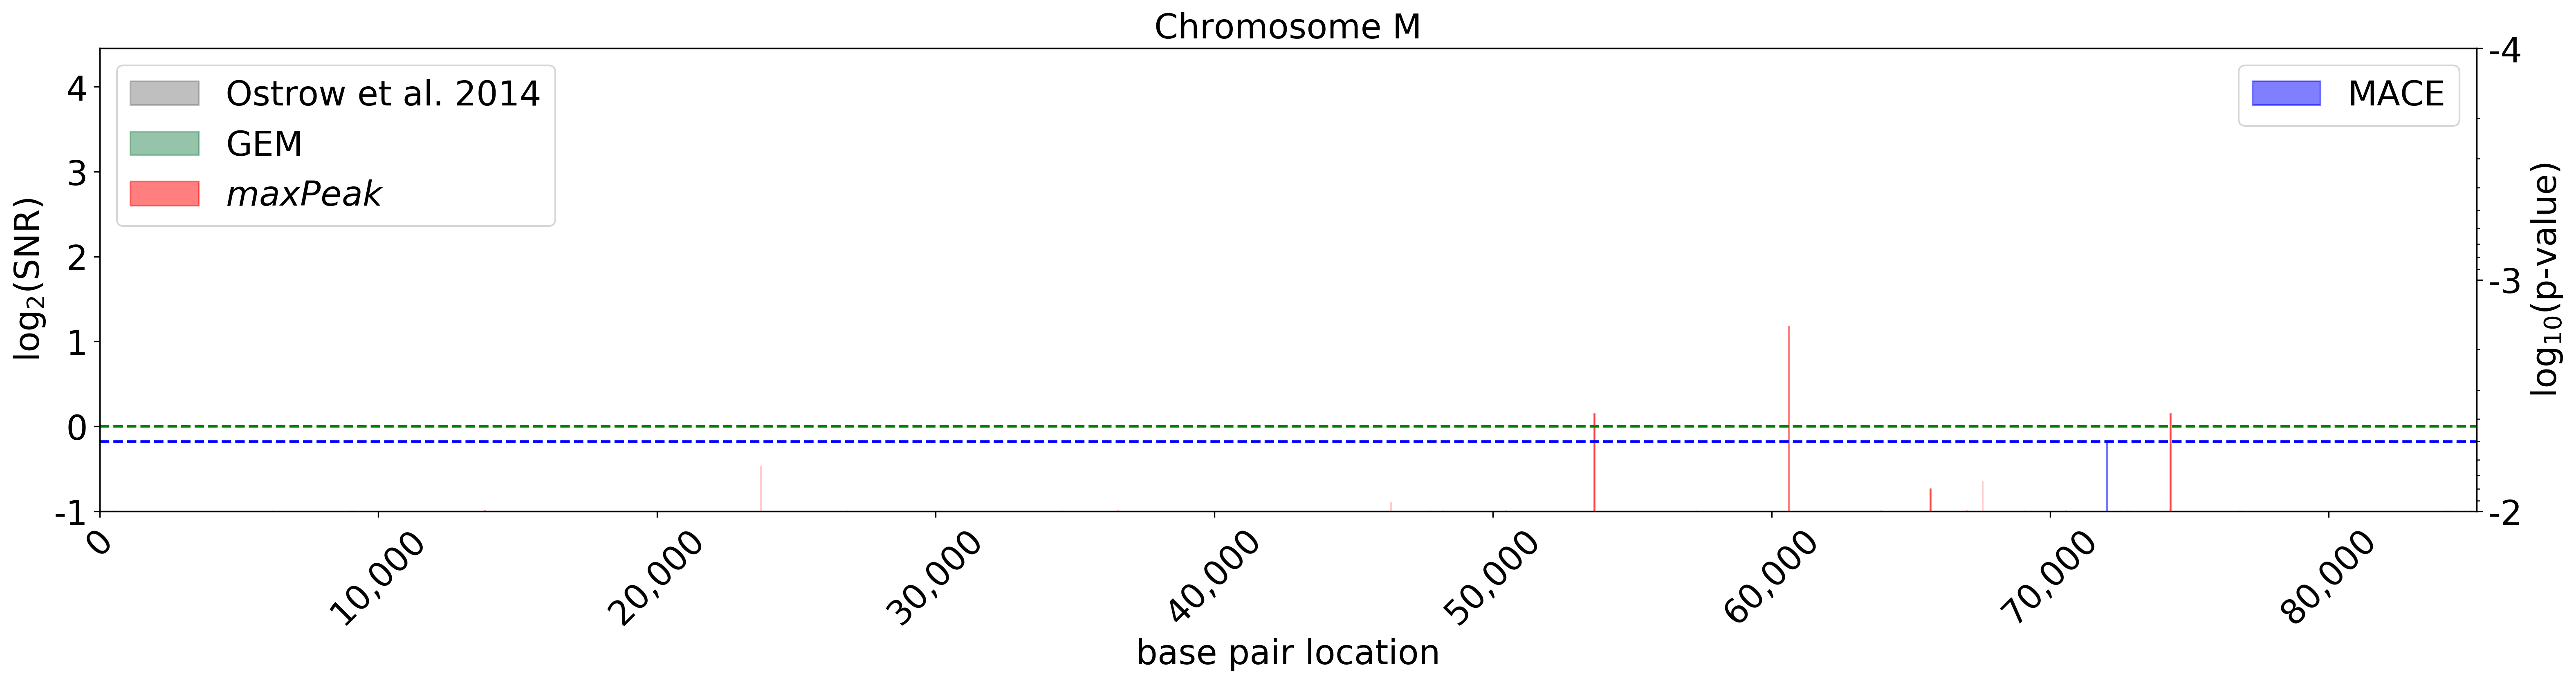 Chromosome M
Ostrow et al. 2014
GEM
maxPeak
MACE
log₂(SNR)
4
3
2
1
0
-1
log₁₀(p-value)
-4
-3
-2
0
10,000
20,000
30,000
40,000
50,000
60,000
70,000
80,000
base pair location